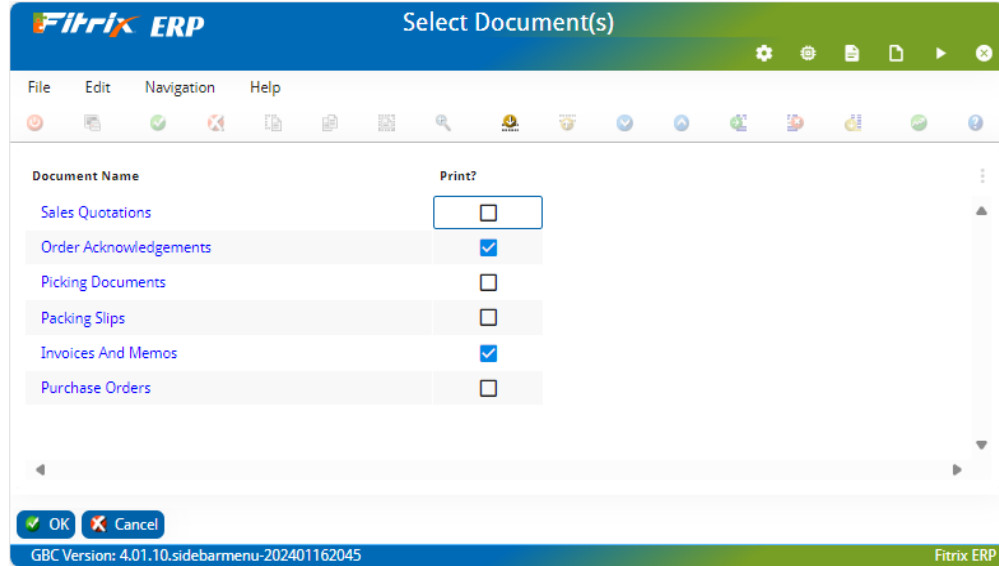 Fitrix ERP
Select Document(s)
File Edit Navigation Help
Document Name Print?
Sales Quotations
Order Acknowledgements
Picking Documents
Packing Slips
Invoices And Memos
Purchase Orders
OK Cancel
GBC Version: 4.01.10.sidebarmenu-202401162045 Fitrix ERP